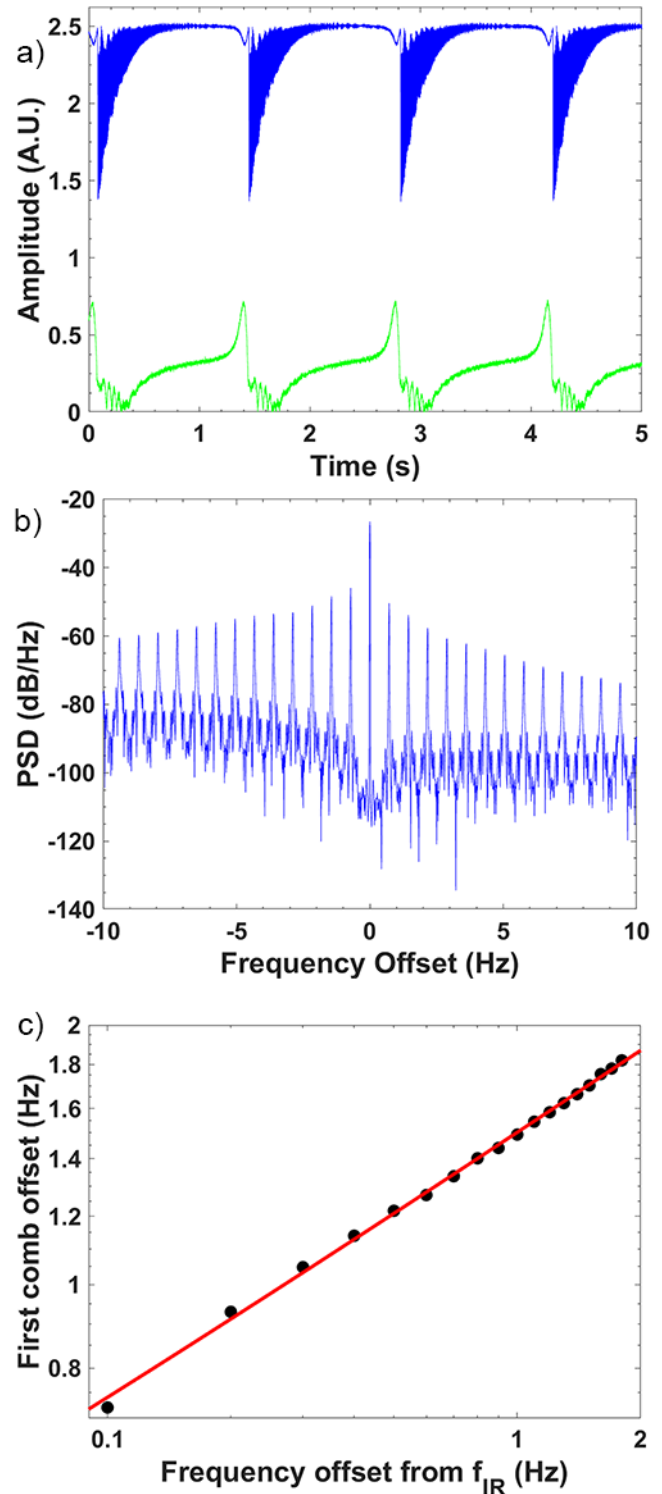 a)
2.5
2
1.5
1
0.5
0
Amplitude (A.U.)
0 1 2 3 4 5
Time (s)
b)
-20
-40
-60
-80
-100
-120
-140
PSD (dB/Hz)
-10 -5 0 5 10
Frequency Offset (Hz)
c)
2
1.8
1.6
1.4
1.2
1
0.8
First comb offset (Hz)
0.1 1 2
Frequency offset from f_IR (Hz)